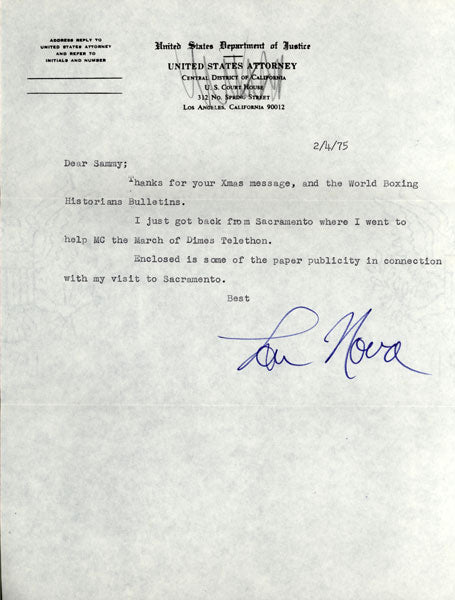 ADDRESS REPLY TO
UNITED STATES ATTORNEY
AND REFER TO
INITIALS AND NUMBER
United States Department of Justice
UNITED STATES ATTORNEY
CENTRAL DISTRICT OF CALIFORNIA
U. S. COURT HOUSE
312 NO. SPRING STREET
LOS ANGELES, CALIFORNIA 90012
2/4/75
Dear Sammy;
Thanks for your Xmas message, and the World Boxing
Historians Bulletins.
I just got back from Sacramento where I went to
help MC the March of Dimes Telethon.
Enclosed is some of the paper publicity in connection
with my visit to Sacramento.
Best
Lou Nova